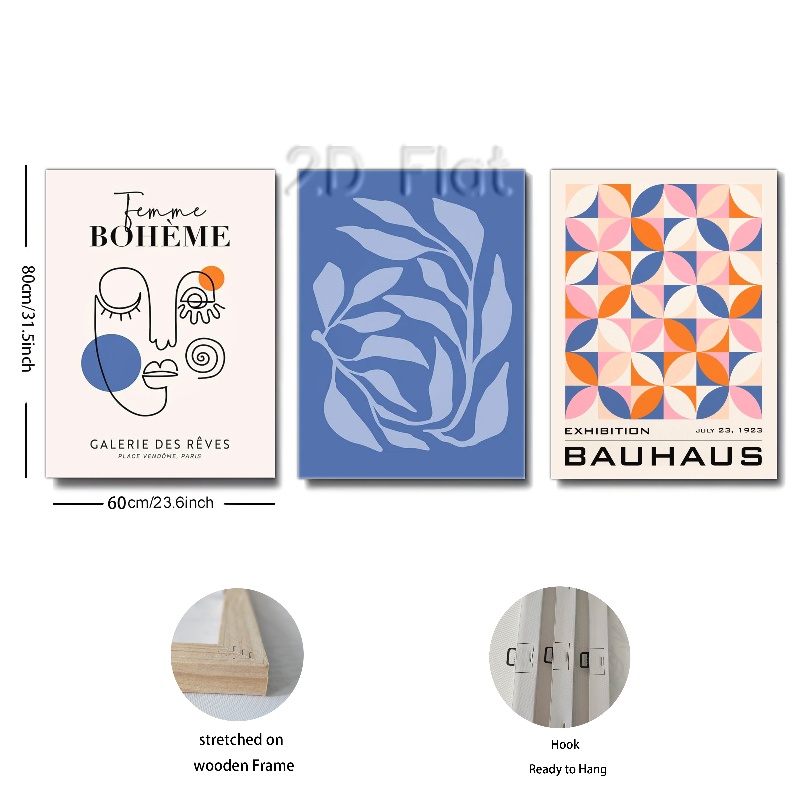 2D Flat
Femme
BOHÈME
80cm/31.5inch
GALERIE DES RÊVES
PLACE VENDÔME, PARIS
EXHIBITION JULY 23, 1923
BAUHAUS
60cm/23.6inch
stretched on
wooden Frame
Hook
Ready to Hang